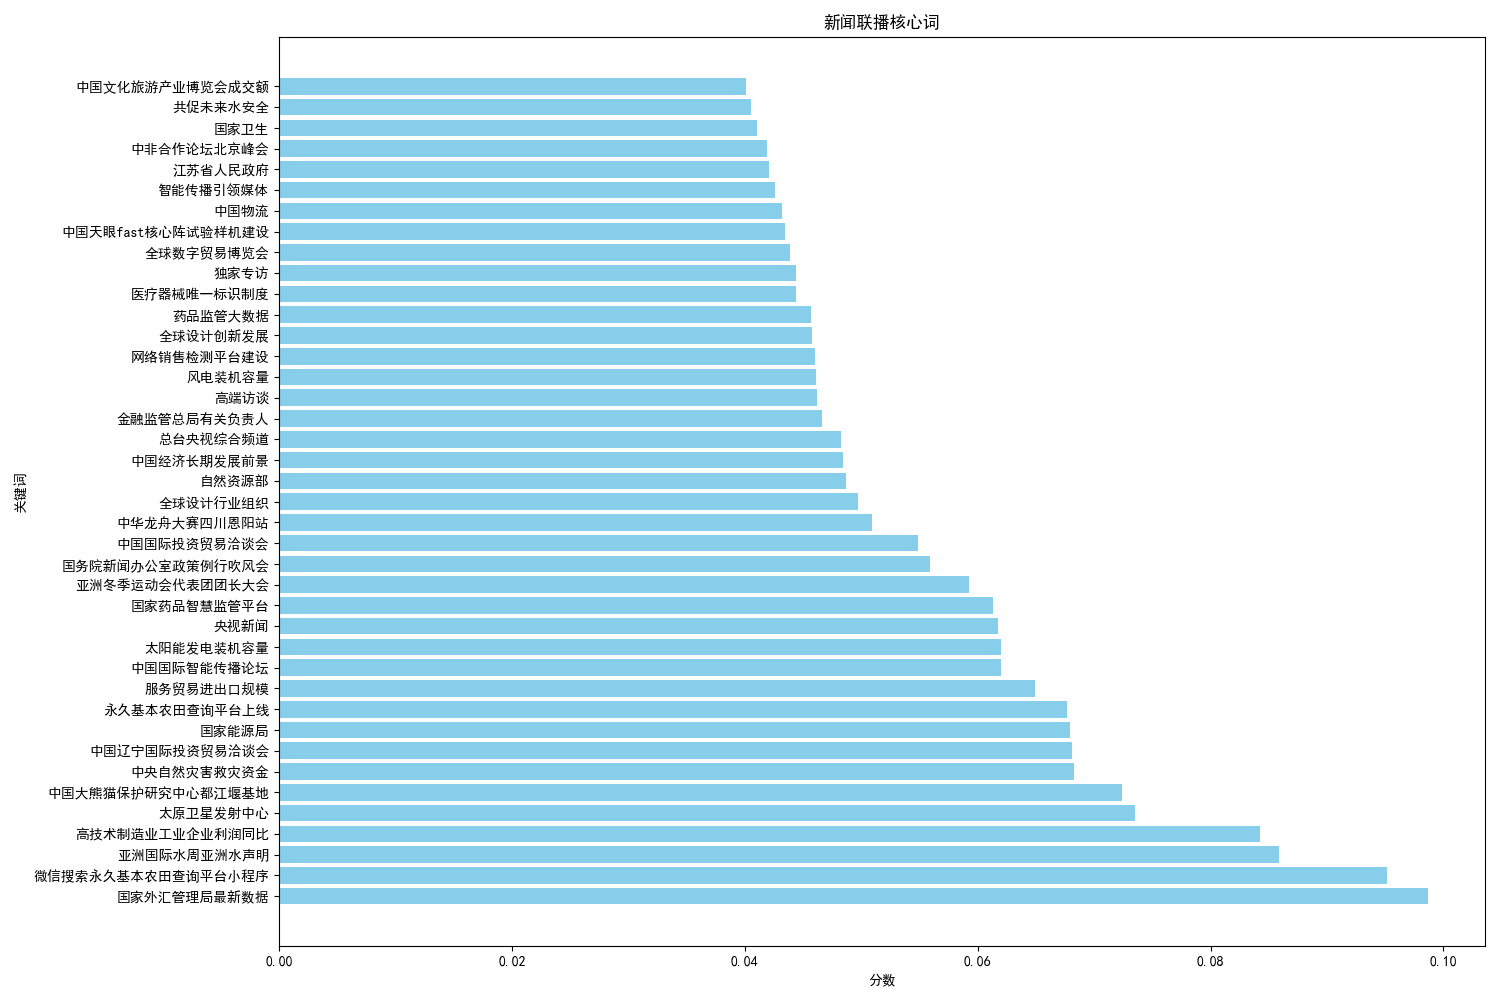 新闻联播核心词
中国文化旅游产业博览会成交额
共促未来水安全
国家卫生
中非合作论坛北京峰会
江苏省人民政府
智能传播引领媒体
中国物流
中国天眼fast核心阵试验样机建设
全球数字贸易博览会
独家专访
医疗器械唯一标识制度
药品监管大数据
全球设计创新发展
网络销售检测平台建设
风电装机容量
高端访谈
金融监管总局有关负责人
总台央视综合频道
中国经济长期发展前景
自然资源部
全球设计行业组织
中华龙舟大赛四川恩阳站
中国国际投资贸易洽谈会
国务院新闻办公室政策例行吹风会
亚洲冬季运动会代表团团长大会
国家药品智慧监管平台
央视新闻
太阳能发电装机容量
中国国际智能传播论坛
服务贸易进出口规模
永久基本农田查询平台上线
国家能源局
中国辽宁国际投资贸易洽谈会
中央自然灾害救灾资金
中国大熊猫保护研究中心都江堰基地
太原卫星发射中心
高技术制造业工业企业利润同比
亚洲国际水周亚洲水声明
微信搜索永久基本农田查询平台小程序
国家外汇管理局最新数据
关键词
0.00 0.02 0.04 0.06 0.08 0.10
分数